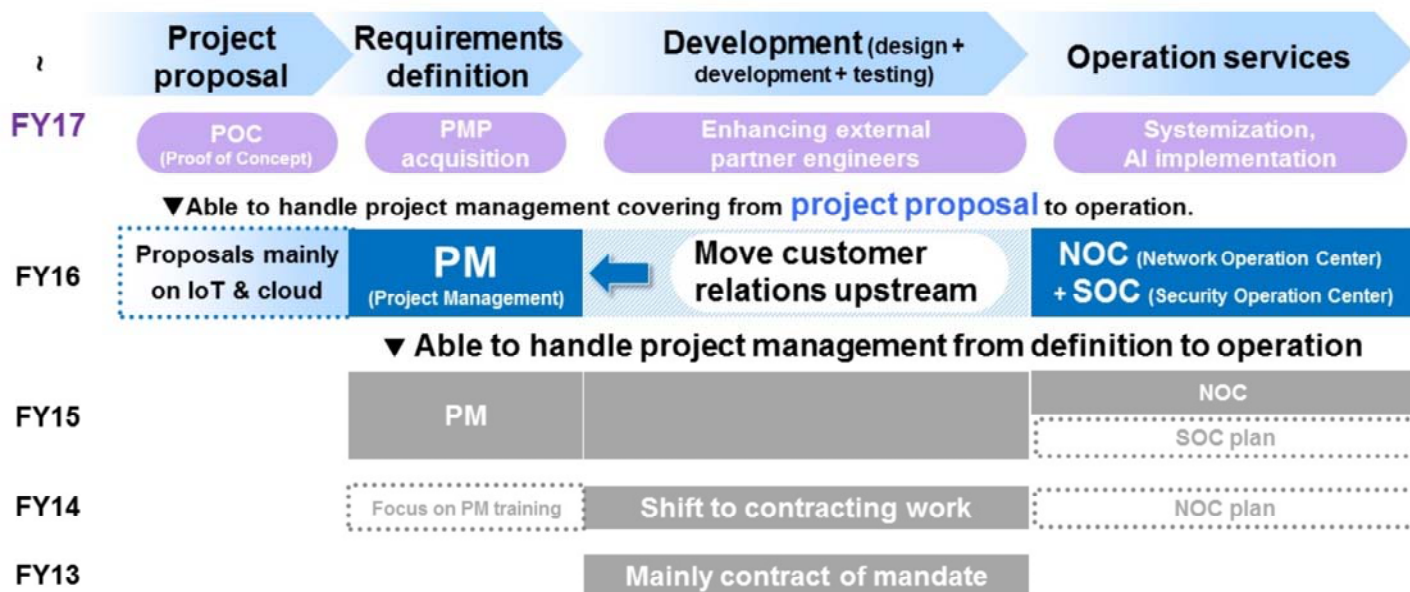 Project
proposal
Requirements
definition
Development (design +
development + testing)
Operation services
~
FY17
POC
(Proof of Concept)
PMP
acquisition
Enhancing external
partner engineers
Systemization,
AI implementation
▼Able to handle project management covering from project proposal to operation.
FY16
Proposals mainly
on IoT & cloud
PM
(Project Management)
Move customer
relations upstream
NOC (Network Operation Center)
+ SOC (Security Operation Center)
▼ Able to handle project management from definition to operation
FY15
PM
NOC
SOC plan
FY14
Focus on PM training
Shift to contracting work
NOC plan
FY13
Mainly contract of mandate